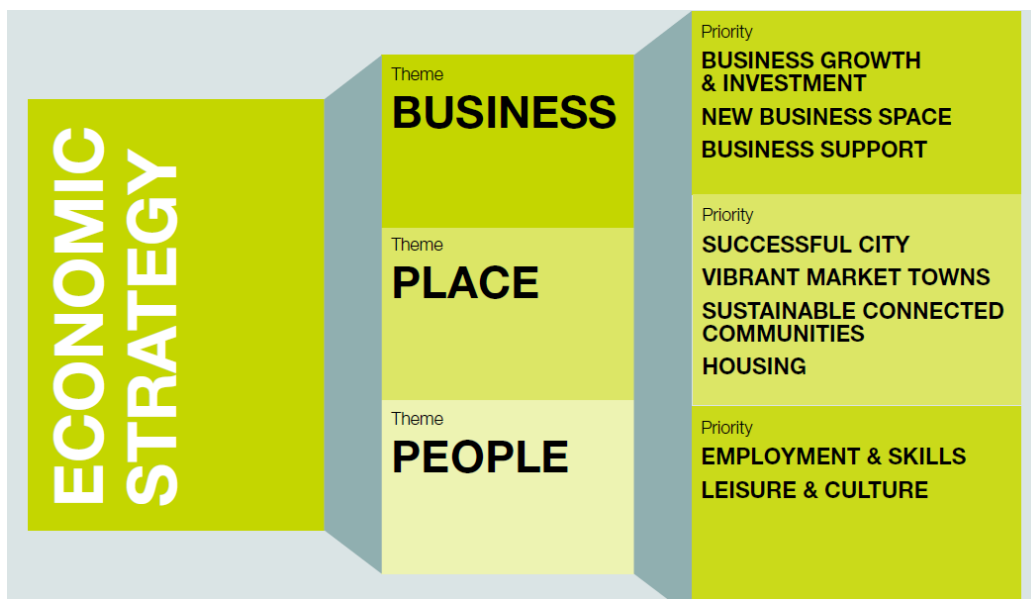 ECONOMIC
STRATEGY
Theme
BUSINESS
Theme
PLACE
Theme
PEOPLE
Priority
BUSINESS GROWTH
& INVESTMENT
NEW BUSINESS SPACE
BUSINESS SUPPORT
Priority
SUCCESSFUL CITY
VIBRANT MARKET TOWNS
SUSTAINABLE CONNECTED
COMMUNITIES
HOUSING
Priority
EMPLOYMENT & SKILLS
LEISURE & CULTURE